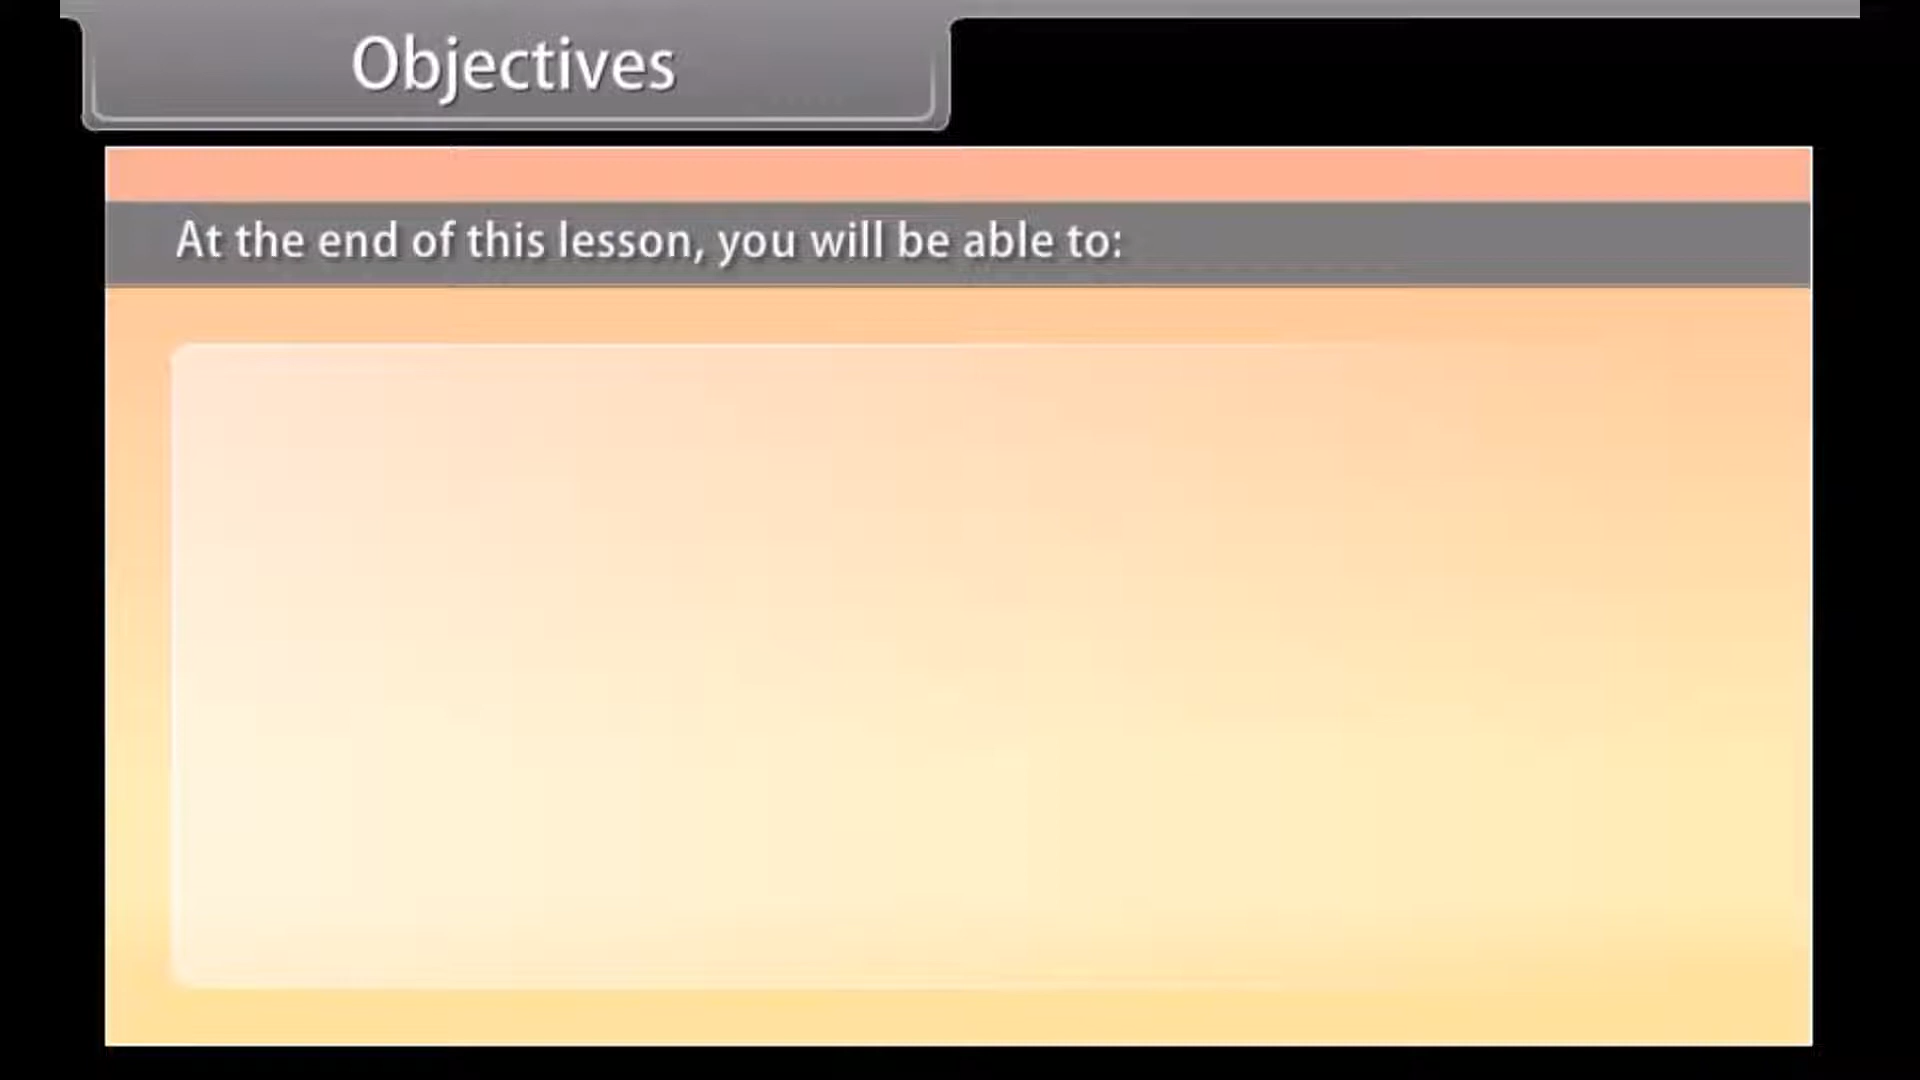 Objectives
At the end of this lesson, you will be able to: